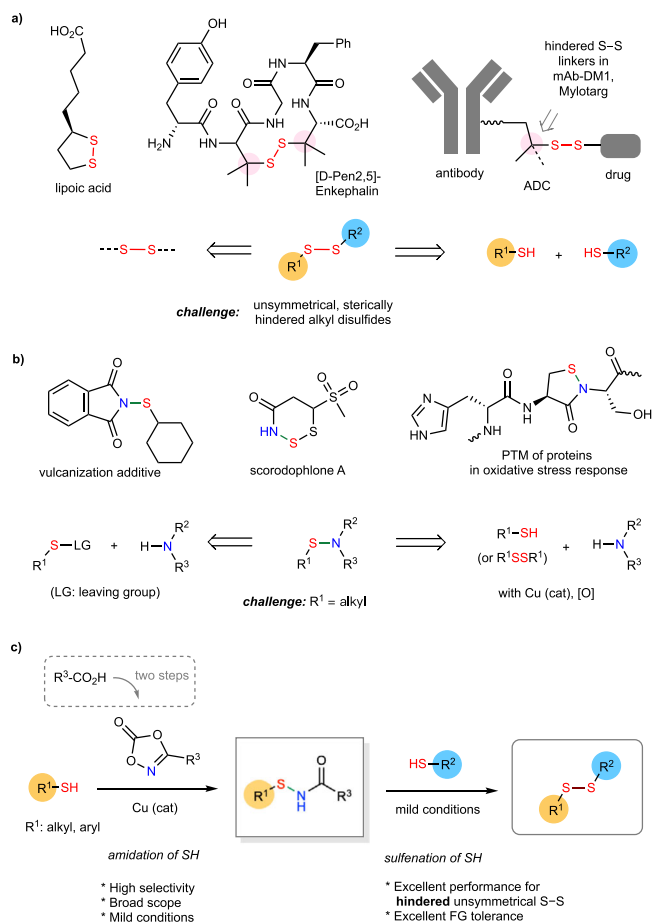 a)
HO₂C
S
S
lipoic acid
OH
Ph
O
HN
O
NH
O
O
HN
NH
H₂N
CO₂H
S
S
[D-Pen2,5]-
Enkephalin
hindered S–S
linkers in
mAb-DM1,
Mylotarg
S
S
antibody
ADC
drug
S
S
R¹
S
S
R²
R¹
SH
+
HS
R²
challenge:
unsymmetrical, sterically
hindered alkyl disulfides
b)
O
N
S
O
vulcanization additive
O
O
S
O
HN
S
S
scorodophlone A
N
N
H
O
N
H
N
H
S
N
O
O
OH
PTM of proteins
in oxidative stress response
S
LG
R¹
+
H
N
R²
R³
(LG: leaving group)
R¹
S
N
R²
R³
challenge: R¹ = alkyl
R¹
SH
(or R¹SSR¹)
+
H
N
R²
R³
with Cu (cat), [O]
c)
R³-CO₂H
two steps
O
O
O
N
R³
R¹
SH
Cu (cat)
R¹: alkyl, aryl
R¹
S
N
H
O
R³
HS
R²
mild conditions
R¹
S
S
R²
amidation of SH
sulfenation of SH
* High selectivity
* Broad scope
* Mild conditions
* Excellent performance for
hindered unsymmetrical S–S
* Excellent FG tolerance